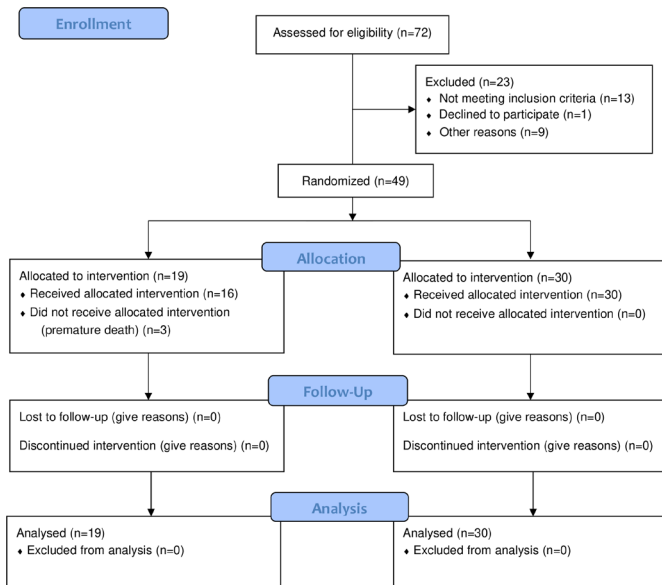 Enrollment
Assessed for eligibility (n=72)
Excluded (n=23)
♦ Not meeting inclusion criteria (n=13)
♦ Declined to participate (n=1)
♦ Other reasons (n=9)
Randomized (n=49)
Allocation
Allocated to intervention (n=19)
♦ Received allocated intervention (n=16)
♦ Did not receive allocated intervention
(premature death) (n=3)
Allocated to intervention (n=30)
♦ Received allocated intervention (n=30)
♦ Did not receive allocated intervention (n=0)
Follow-Up
Lost to follow-up (give reasons) (n=0)
Discontinued intervention (give reasons) (n=0)
Lost to follow-up (give reasons) (n=0)
Discontinued intervention (give reasons) (n=0)
Analysis
Analysed (n=19)
♦ Excluded from analysis (n=0)
Analysed (n=30)
♦ Excluded from analysis (n=0)